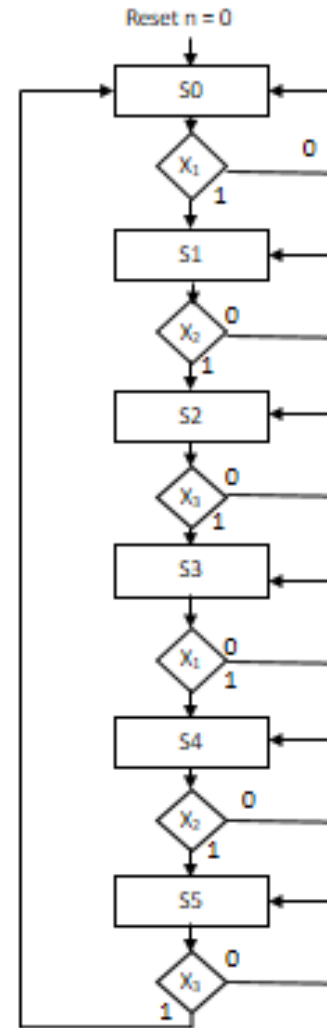 Reset n = 0
S0
X₁
0
1
S1
X₂
0
1
S2
X₃
0
1
S3
X₁
0
1
S4
X₂
0
1
S5
X₃
0
1